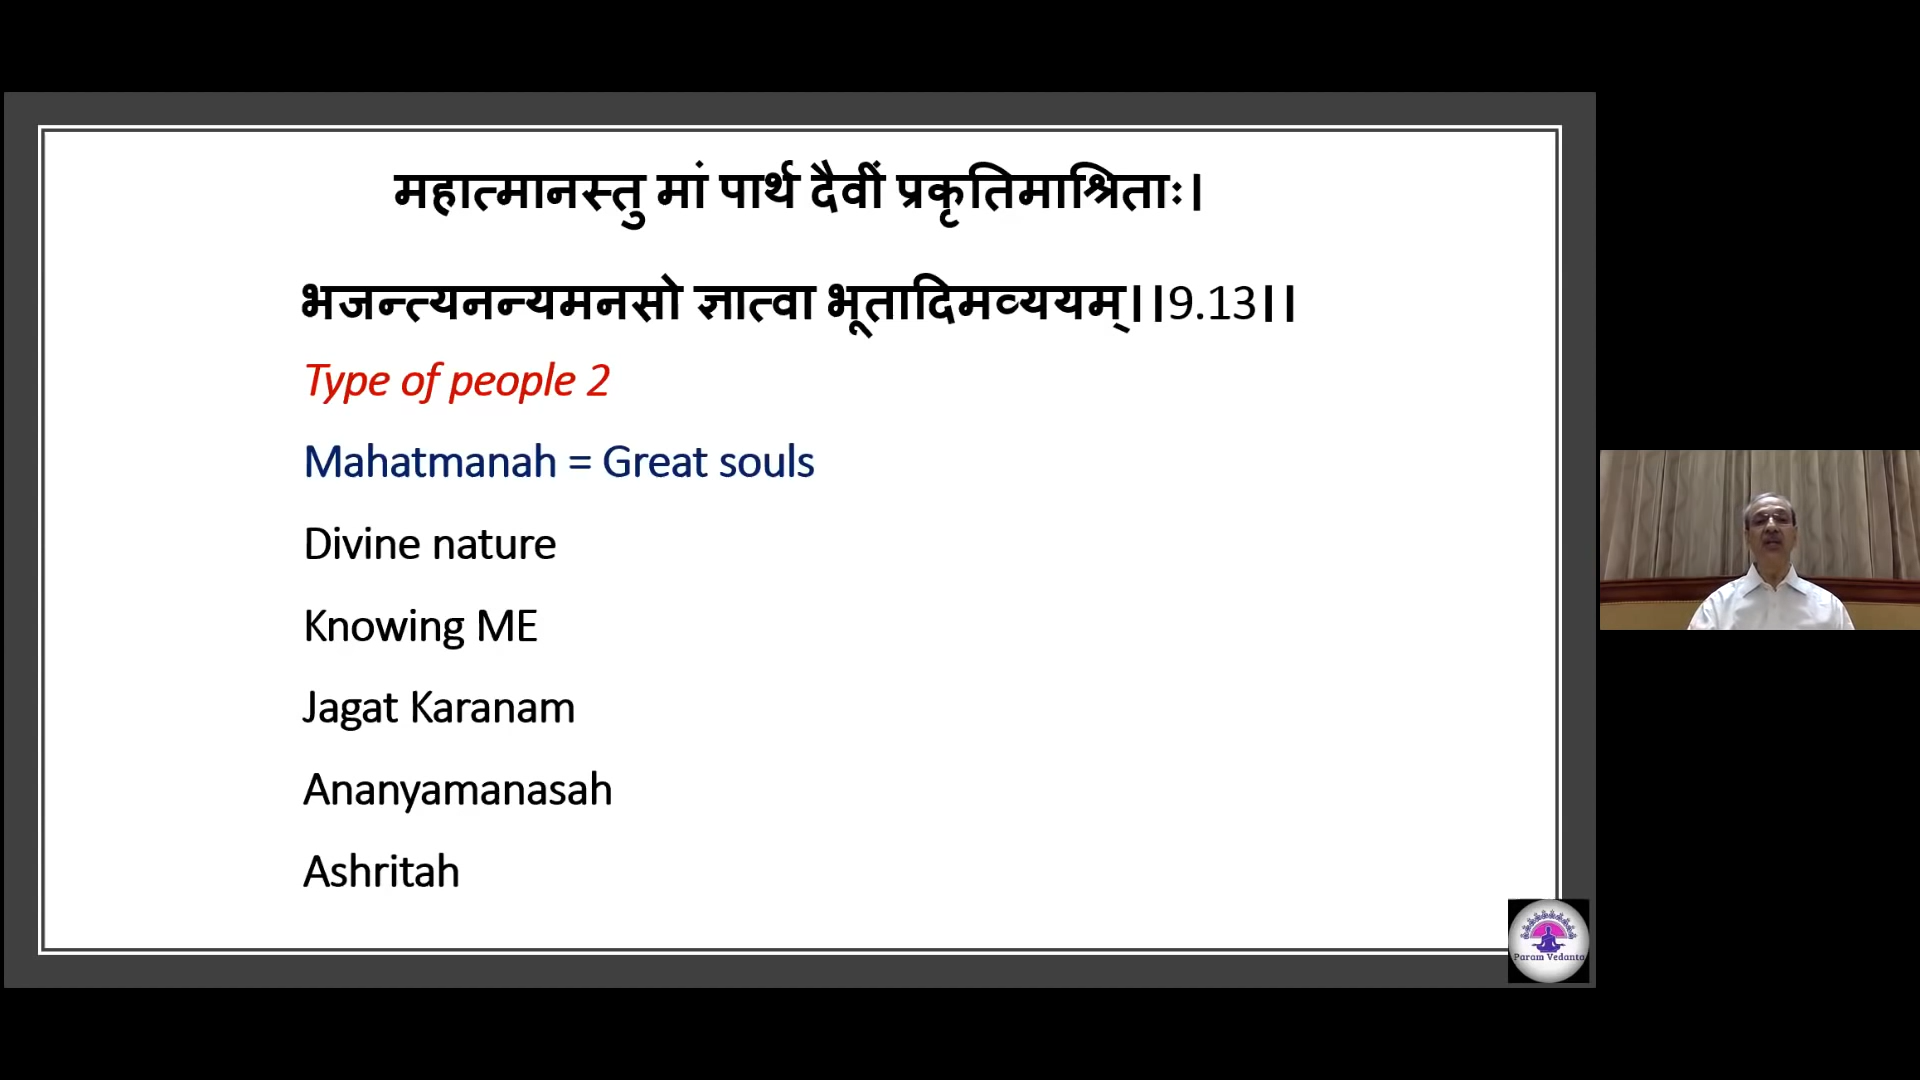 महात्मानस्तु मां पार्थ दैवीं प्रकृतिमाश्रिताः।
भजन्त्यनन्यमनसो ज्ञात्वा भूतादिमव्ययम्।।9.13।।
Type of people 2
Mahatmanah = Great souls
Divine nature
Knowing ME
Jagat Karanam
Ananyamanasah
Ashritah
Param Vedanta